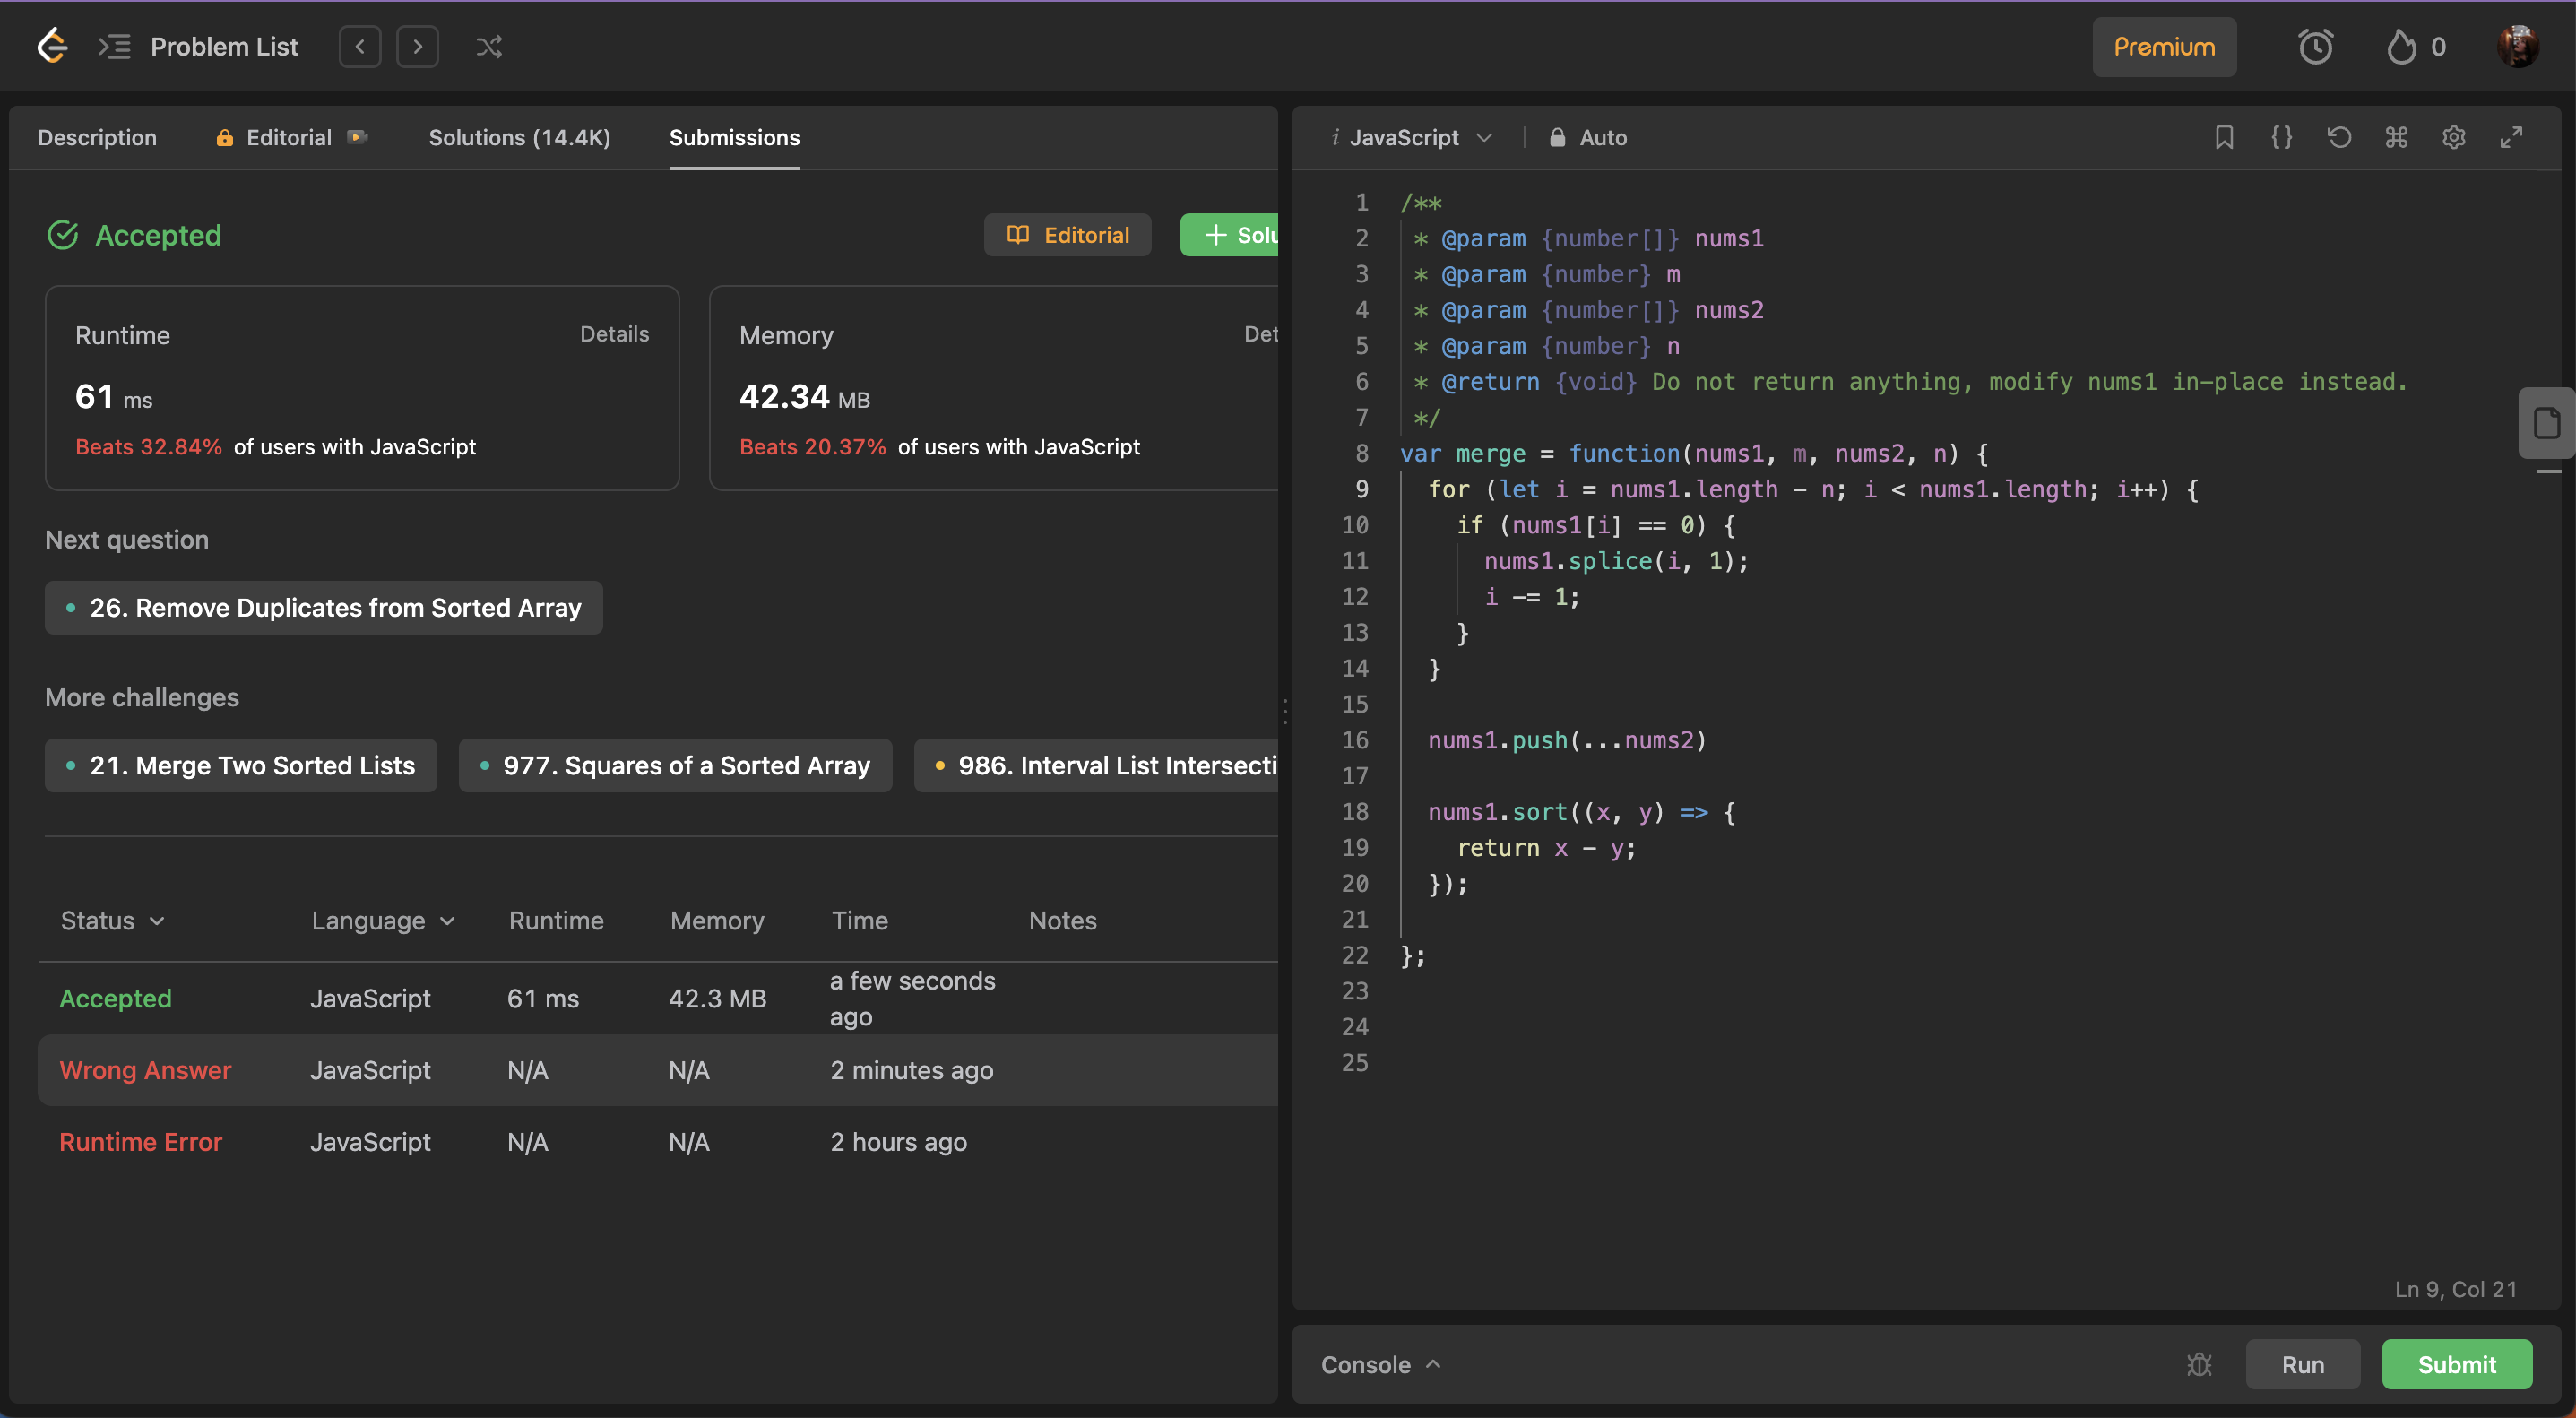 Problem List
Premium
0
Description
Editorial
Solutions (14.4K)
Submissions
Accepted
Editorial
Solu
Runtime
Details
61 ms
Beats 32.84% of users with JavaScript
Memory
Det
42.34 MB
Beats 20.37% of users with JavaScript
Next question
26. Remove Duplicates from Sorted Array
More challenges
21. Merge Two Sorted Lists
977. Squares of a Sorted Array
986. Interval List Intersecti
Status Language Runtime Memory Time Notes
Accepted JavaScript 61 ms 42.3 MB a few seconds
ago
Wrong Answer JavaScript N/A N/A 2 minutes ago
Runtime Error JavaScript N/A N/A 2 hours ago
i JavaScript
Auto
1 /**
2 * @param {number[]} nums1
3 * @param {number} m
4 * @param {number[]} nums2
5 * @param {number} n
6 * @return {void} Do not return anything, modify nums1 in-place instead.
7 */
8 var merge = function(nums1, m, nums2, n) {
9 for (let i = nums1.length - n; i < nums1.length; i++) {
10 if (nums1[i] == 0) {
11 nums1.splice(i, 1);
12 i -= 1;
13 }
14 }
15
16 nums1.push(...nums2)
17
18 nums1.sort((x, y) => {
19 return x - y;
20 });
21
22 };
23
24
25
Ln 9, Col 21
Console
Run
Submit